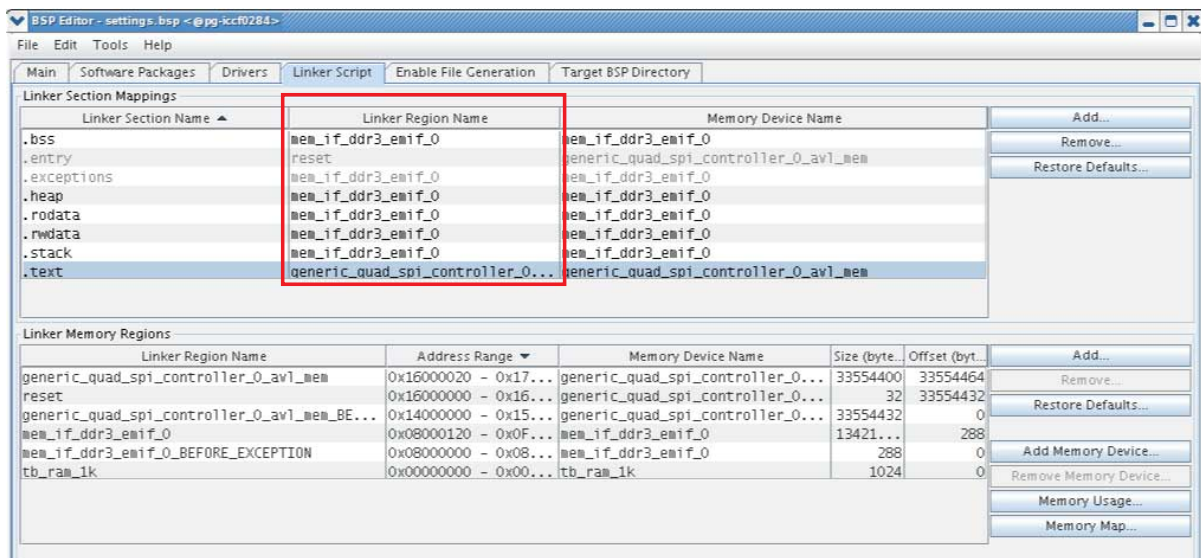 BSP Editor - settings.bsp <@pg-iccf0284>
File Edit Tools Help
Main Software Packages Drivers Linker Script Enable File Generation Target BSP Directory
Linker Section Mappings
Linker Section Name Linker Region Name Memory Device Name Add...
.bss mem_if_ddr3_emif_0 mem_if_ddr3_emif_0 Remove...
.entry reset generic_quad_spi_controller_0_avl_mem
.exceptions mem_if_ddr3_emif_0 mem_if_ddr3_emif_0 Restore Defaults...
.heap mem_if_ddr3_emif_0 mem_if_ddr3_emif_0
.rodata mem_if_ddr3_emif_0 mem_if_ddr3_emif_0
.rwdata mem_if_ddr3_emif_0 mem_if_ddr3_emif_0
.stack mem_if_ddr3_emif_0 mem_if_ddr3_emif_0
.text generic_quad_spi_controller_0... generic_quad_spi_controller_0_avl_mem
Linker Memory Regions
Linker Region Name Address Range Memory Device Name Size (byte... Offset (byt... Add...
generic_quad_spi_controller_0_avl_mem 0x16000020 - 0x17... generic_quad_spi_controller_0... 33554400 33554464 Remove...
reset 0x16000000 - 0x16... generic_quad_spi_controller_0... 32 33554432
generic_quad_spi_controller_0_avl_mem_BE... 0x14000000 - 0x15... generic_quad_spi_controller_0... 33554432 0 Restore Defaults...
mem_if_ddr3_emif_0 0x08000120 - 0x0F... mem_if_ddr3_emif_0 13421... 288
mem_if_ddr3_emif_0_BEFORE_EXCEPTION 0x08000000 - 0x08... mem_if_ddr3_emif_0 288 0 Add Memory Device...
tb_ram_1k 0x00000000 - 0x00... tb_ram_1k 1024 0 Remove Memory Device...
Memory Usage...
Memory Map...